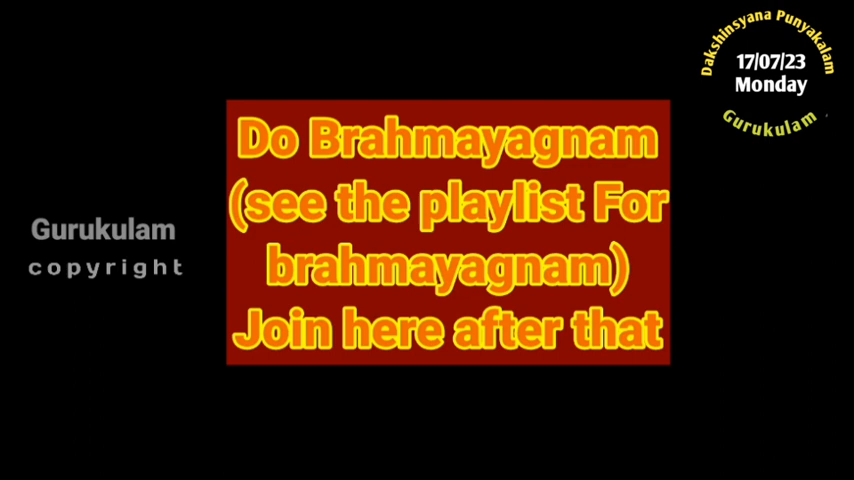 Dakshinsyana Punyakalam
17/07/23
Monday
Gurukulam
Do Brahmayagnam
(see the playlist For
brahmayagnam)
Join here after that
Gurukulam
copyright